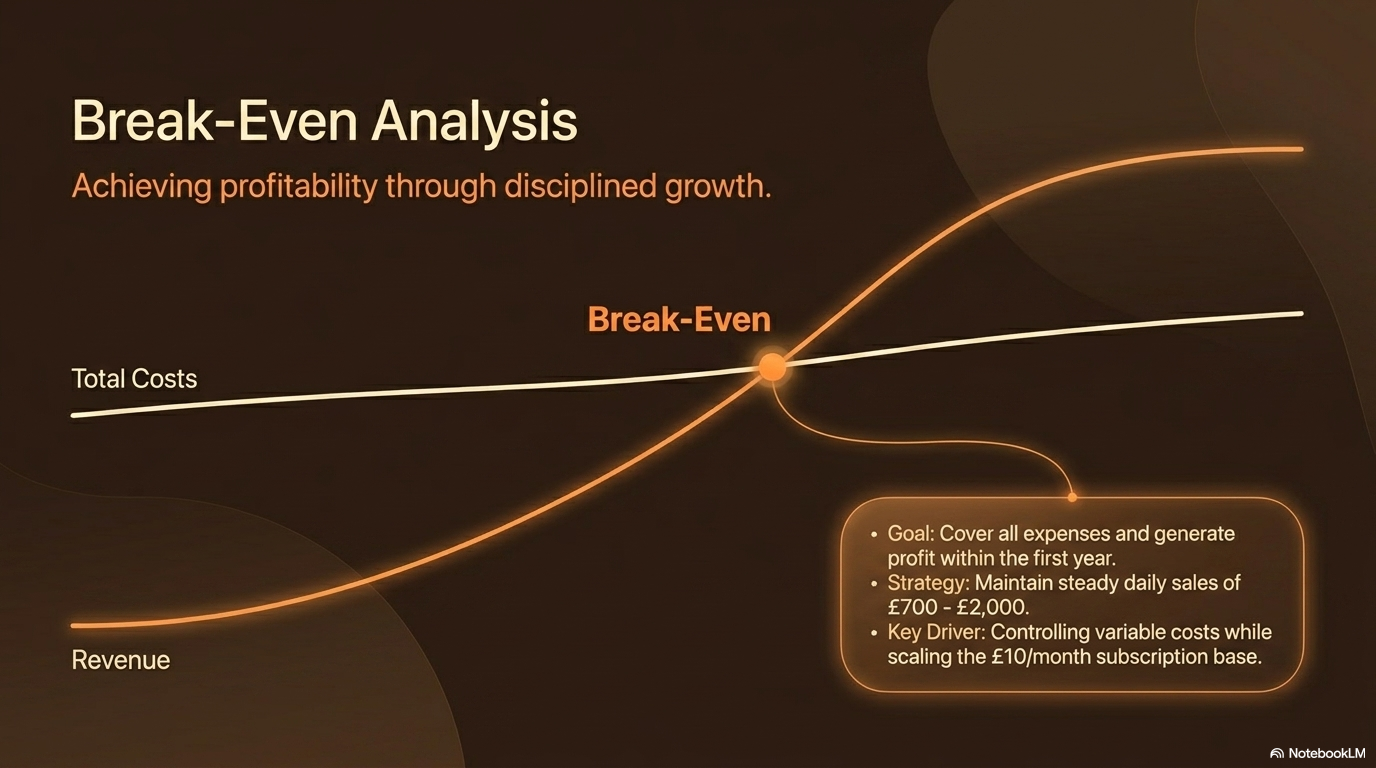 Break-Even Analysis
Achieving profitability through disciplined growth.
Break-Even
Total Costs
Revenue
• Goal: Cover all expenses and generate
profit within the first year.
• Strategy: Maintain steady daily sales of
£700 - £2,000.
• Key Driver: Controlling variable costs while
scaling the £10/month subscription base.
NotebookLM